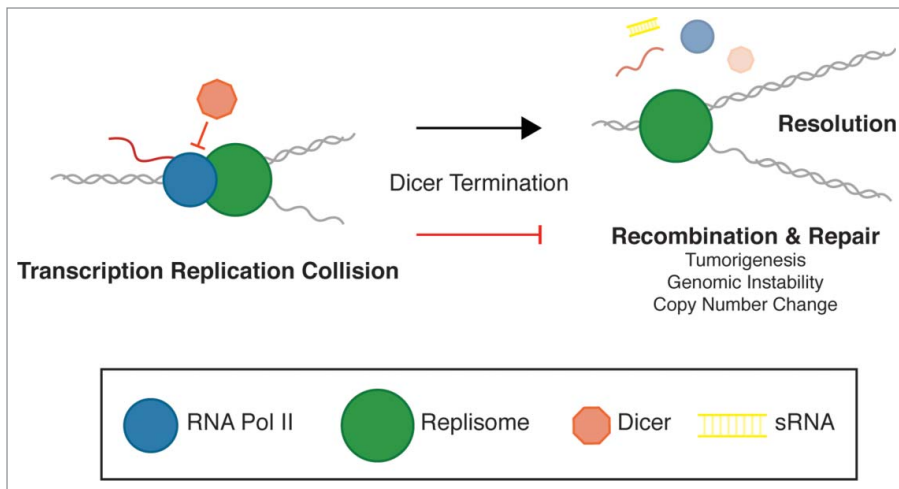 Resolution
Dicer Termination
Transcription Replication Collision
Recombination & Repair
Tumorigenesis
Genomic Instability
Copy Number Change
RNA Pol II
Replisome
Dicer
sRNA